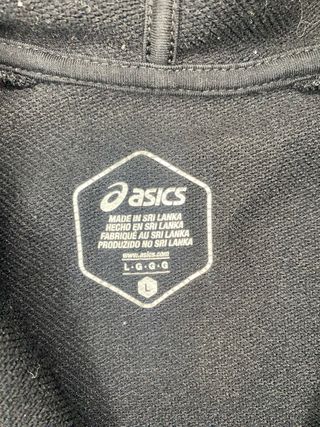 asics
MADE IN SRI LANKA
HECHO EN SRI LANKA
FABRIQUÉ AU SRI LANKA
PRODUZIDO NO SRI LANKA
www.asics.com
L·G·G·G
L